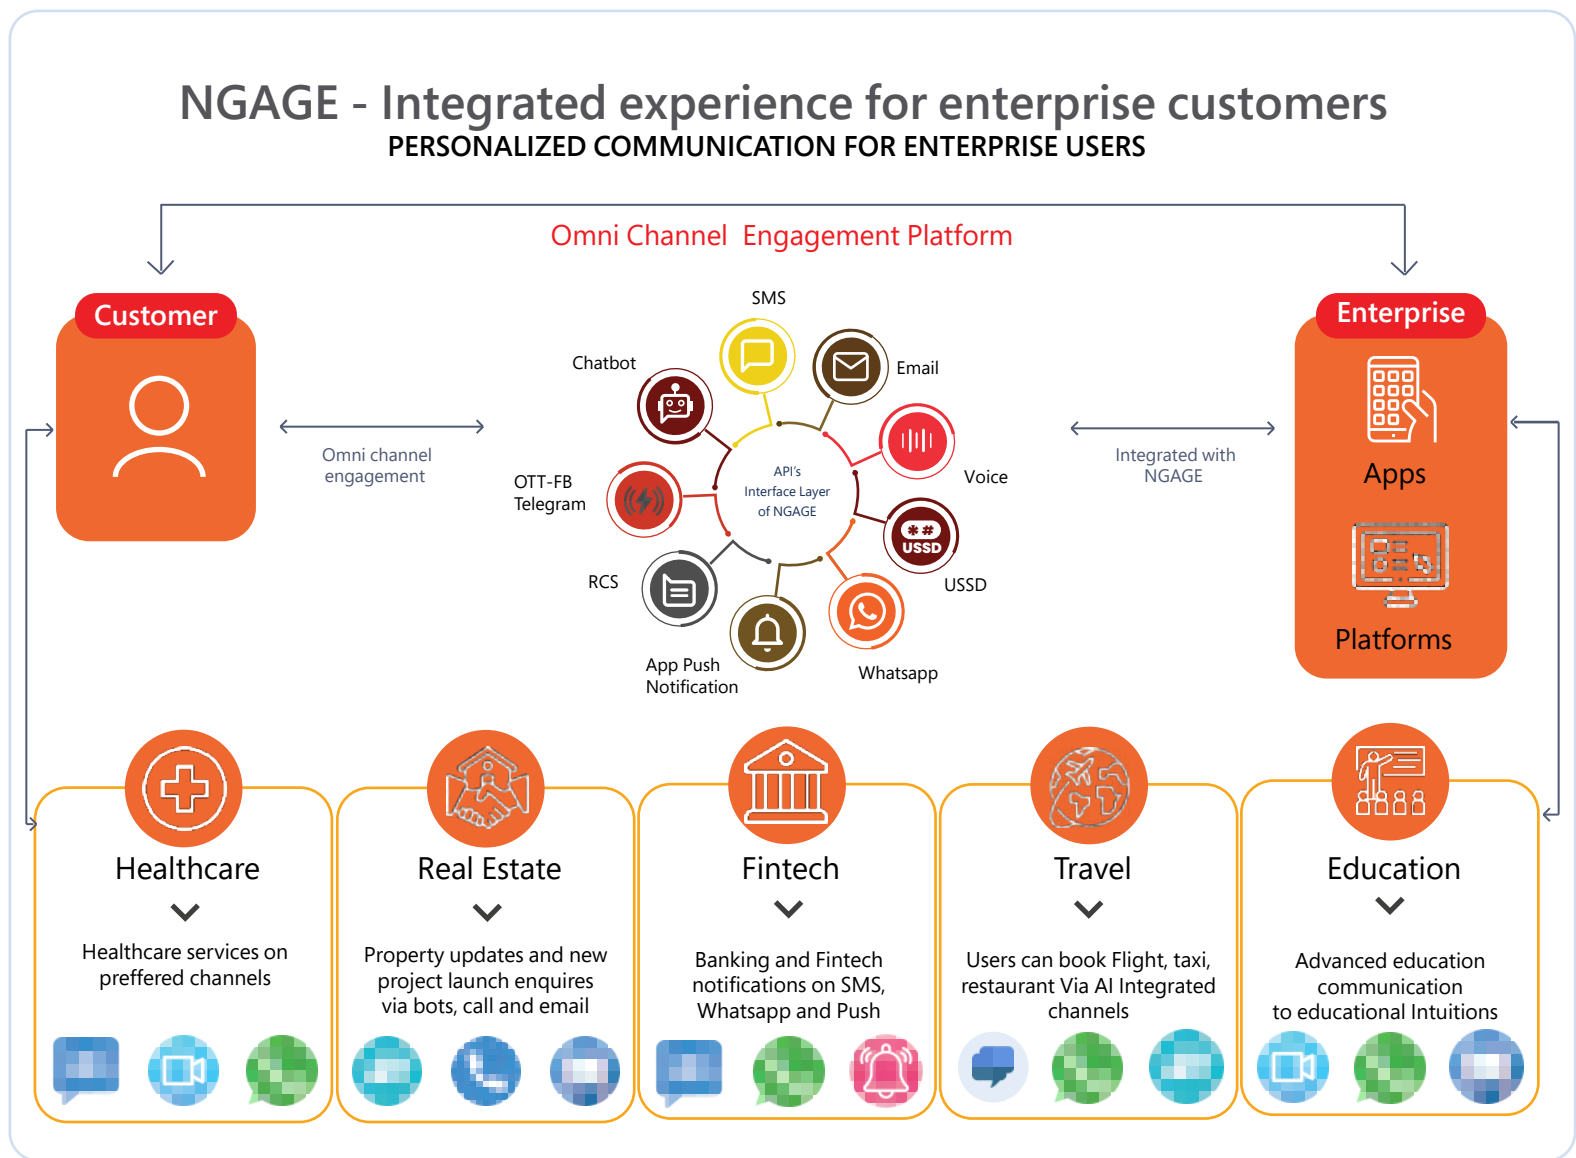 NGAGE - Integrated experience for enterprise customers
PERSONALIZED COMMUNICATION FOR ENTERPRISE USERS
Omni Channel Engagement Platform
Customer
Omni channel
engagement
SMS
Email
Chatbot
Voice
OTT-FB
Telegram
API's
Interface Layer
of NGAGE
*#
USSD
USSD
RCS
App Push
Notification
Whatsapp
Integrated with
NGAGE
Enterprise
Apps
Platforms
Healthcare
Healthcare services on
preffered channels
Real Estate
Property updates and new
project launch enquires
via bots, call and email
Fintech
Banking and Fintech
notifications on SMS,
Whatsapp and Push
Travel
Users can book Flight, taxi,
restaurant Via AI Integrated
channels
Education
Advanced education
communication
to educational Intuitions